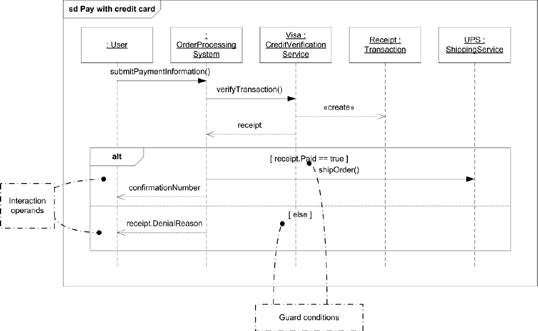 sd Pay with credit card
: User
:
OrderProcessing
System
Visa :
CreditVerification
Service
Receipt :
Transaction
UPS :
ShippingService
submitPaymentInformation()
verifyTransaction()
«create»
receipt
alt
[ receipt.Paid == true ]
shipOrder()
confirmationNumber
Interaction
operands
receipt.DenialReason
[ else ]
Guard conditions